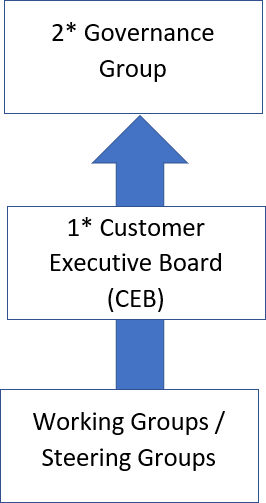 2* Governance
Group
1* Customer
Executive Board
(CEB)
Working Groups /
Steering Groups